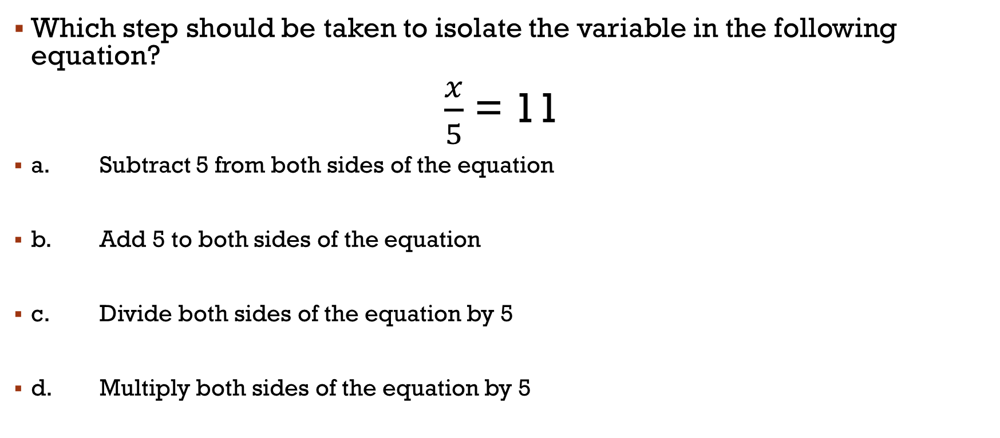 ▪ Which step should be taken to isolate the variable in the following
equation?
x/5 = 11
▪ a. Subtract 5 from both sides of the equation
▪ b. Add 5 to both sides of the equation
▪ c. Divide both sides of the equation by 5
▪ d. Multiply both sides of the equation by 5